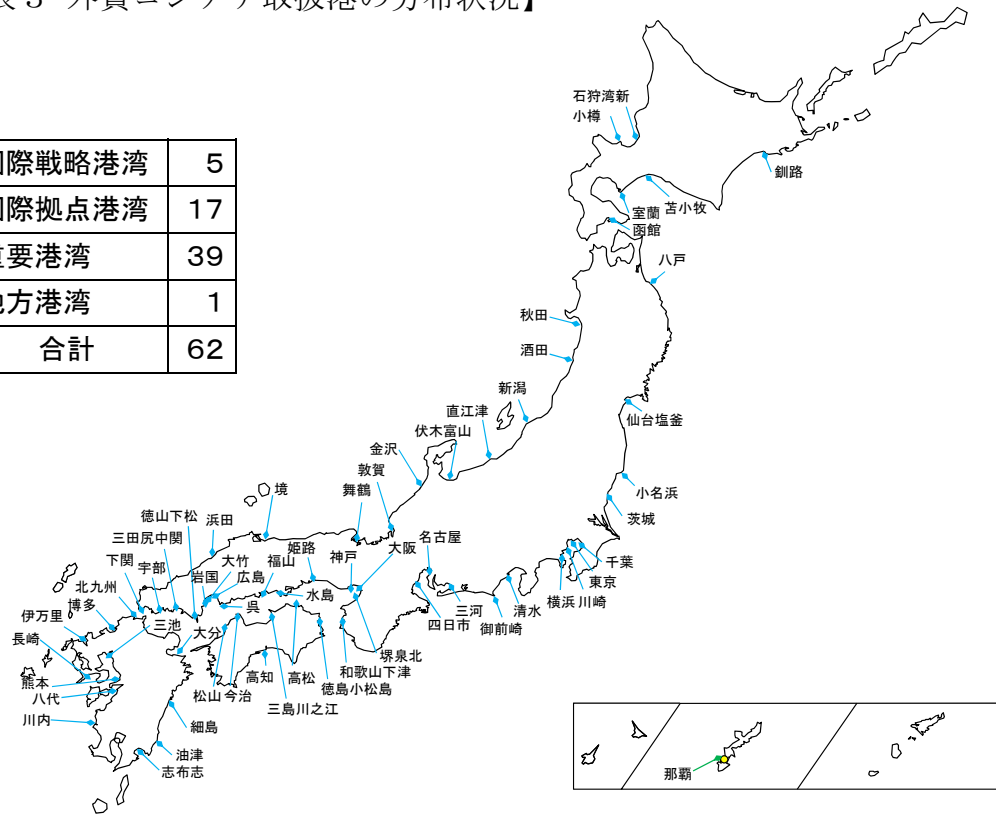 表3 外貿コンテナ取扱港の分布状況】
国際戦略港湾 5
国際拠点港湾 17
重要港湾 39
地方港湾 1
合計 62
石狩湾新
小樽
釧路
苫小牧
室蘭
函館
八戸
秋田
酒田
新潟
直江津
伏木富山
仙台塩釜
金沢
敦賀
舞鶴
小名浜
茨城
境
徳山下松
浜田
三田尻中関
下関
宇部
大竹
岩国
広島
福山
姫路
神戸
大阪
名古屋
千葉
東京
横浜
川崎
北九州
博多
伊万里
三池
呉
水島
三河
清水
四日市
御前崎
長崎
大分
堺泉北
和歌山下津
熊本
八代
高知
高松
徳島小松島
松山
今治
三島川之江
川内
細島
油津
志布志
那覇